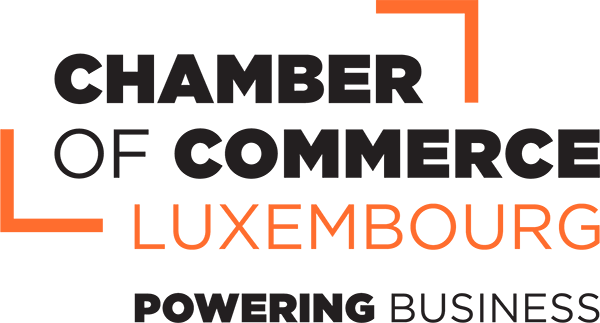 CHAMBER
OF COMMERCE
LUXEMBOURG
POWERING BUSINESS